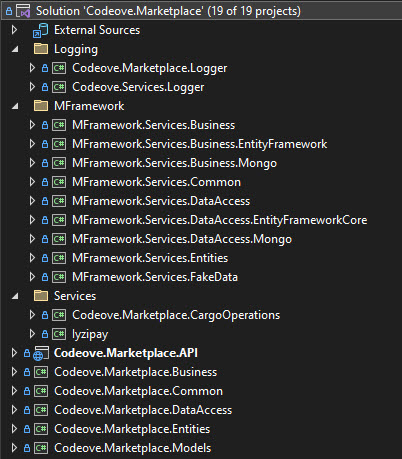 Solution 'Codeove.Marketplace' (19 of 19 projects)
External Sources
Logging
C# Codeove.Marketplace.Logger
C# Codeove.Services.Logger
MFramework
C# MFramework.Services.Business
C# MFramework.Services.Business.EntityFramework
C# MFramework.Services.Business.Mongo
C# MFramework.Services.Common
C# MFramework.Services.DataAccess
C# MFramework.Services.DataAccess.EntityFrameworkCore
C# MFramework.Services.DataAccess.Mongo
C# MFramework.Services.Entities
C# MFramework.Services.FakeData
Services
C# Codeove.Marketplace.CargoOperations
C# Iyzipay
Codeove.Marketplace.API
C# Codeove.Marketplace.Business
C# Codeove.Marketplace.Common
C# Codeove.Marketplace.DataAccess
C# Codeove.Marketplace.Entities
C# Codeove.Marketplace.Models